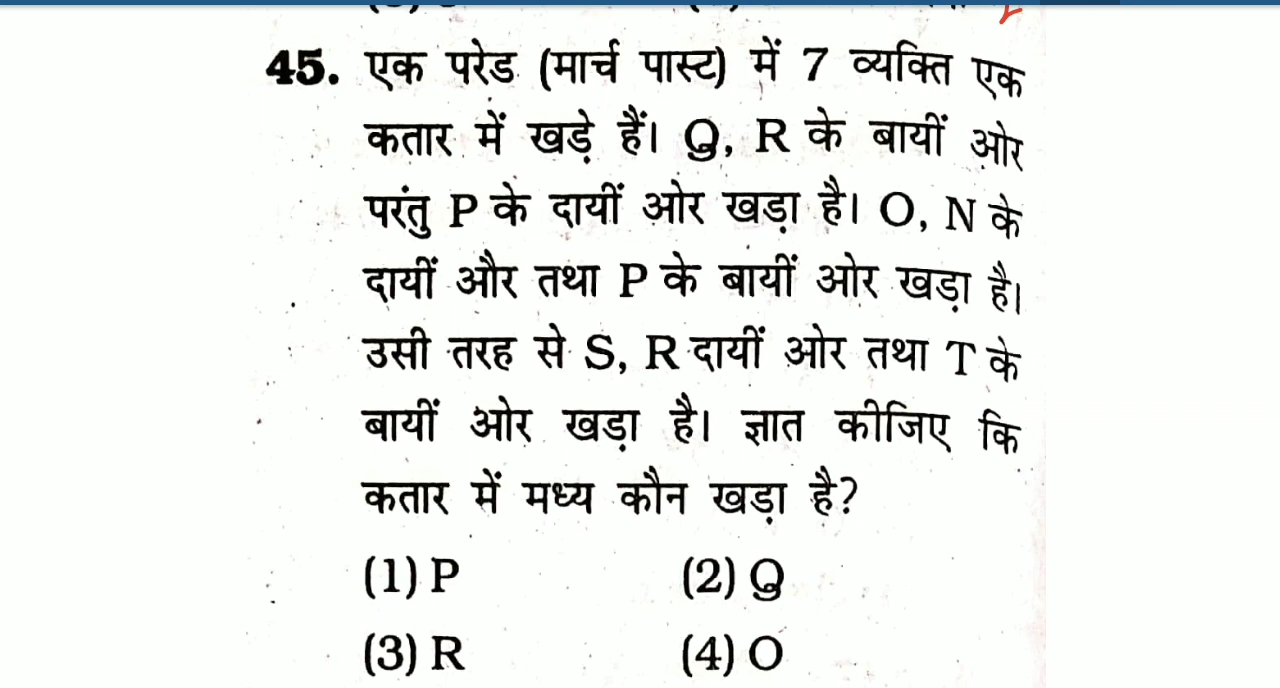 45. एक परेड (मार्च पास्ट) में 7 व्यक्ति एक
कतार में खड़े हैं। Q, R के बायीं ओर
परंतु P के दायीं ओर खड़ा है। O, N के
दायीं और तथा P के बायीं ओर खड़ा है।
उसी तरह से S, R दायीं ओर तथा T के
बायीं ओर खड़ा है। ज्ञात कीजिए कि
कतार में मध्य कौन खड़ा है?
(1) P (2) Q
(3) R (4) O